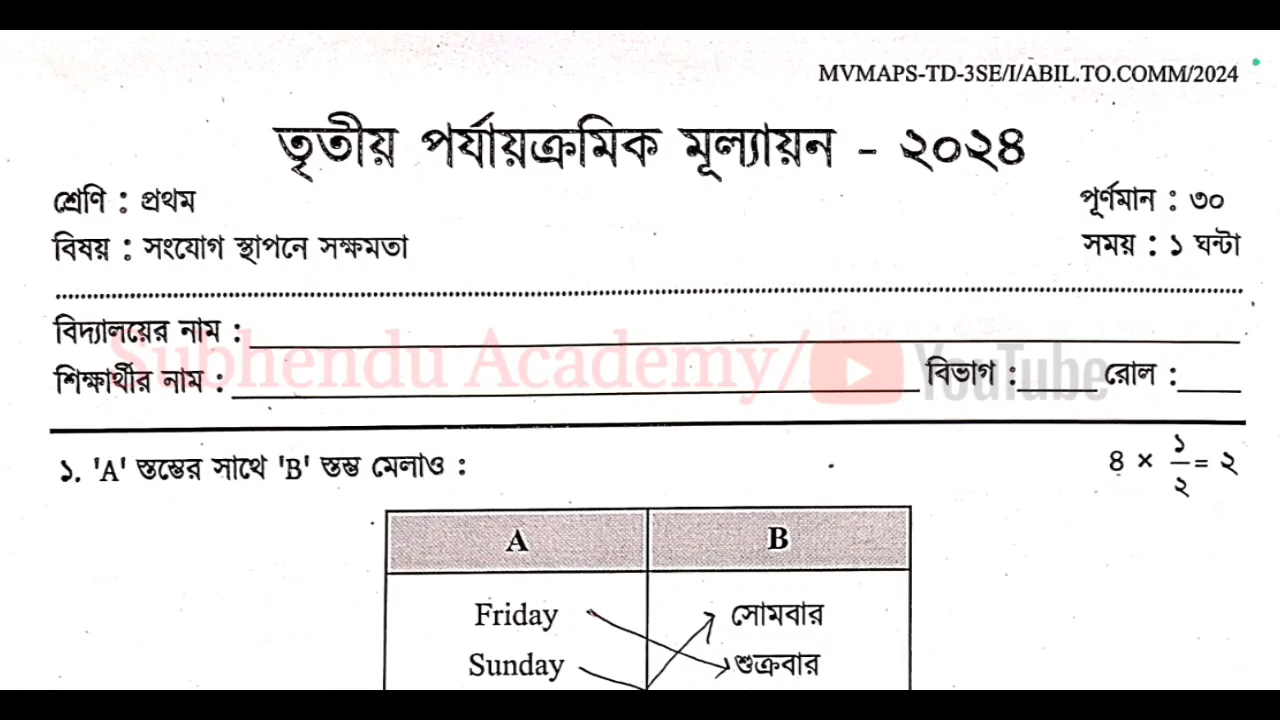 MVMAPS-TD-3SE/I/ABIL.TO.COMM/2024
তৃতীয় পর্যায়ক্রমিক মূল্যায়ন - ২০২৪
শ্রেণি : প্রথম পূর্ণমান : ৩০
বিষয় : সংযোগ স্থাপনে সক্ষমতা সময় : ১ ঘন্টা
বিদ্যালয়ের নাম :
Subhendu Academy/ YouTube
শিক্ষার্থীর নাম : বিভাগ : রোল :
১. 'A' স্তম্ভের সাথে 'B' স্তম্ভ মেলাও : ৪ × ১/২ = ২
A B
Friday সোমবার
Sunday শুক্রবার